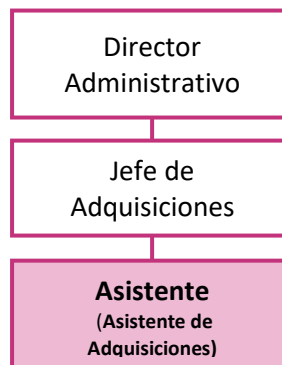 Director
Administrativo
Jefe de
Adquisiciones
Asistente
(Asistente de
Adquisiciones)